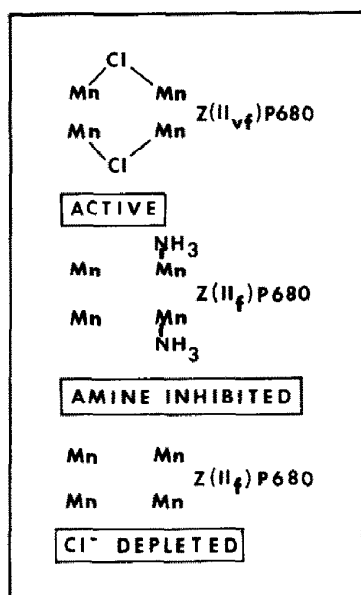 Cl
Mn Mn
Z(II_vf)P680
Mn Mn
Cl
ACTIVE
NH3
Mn Mn
Z(II_f)P680
Mn Mn
NH3
AMINE INHIBITED
Mn Mn
Z(II_f)P680
Mn Mn
Cl⁻ DEPLETED